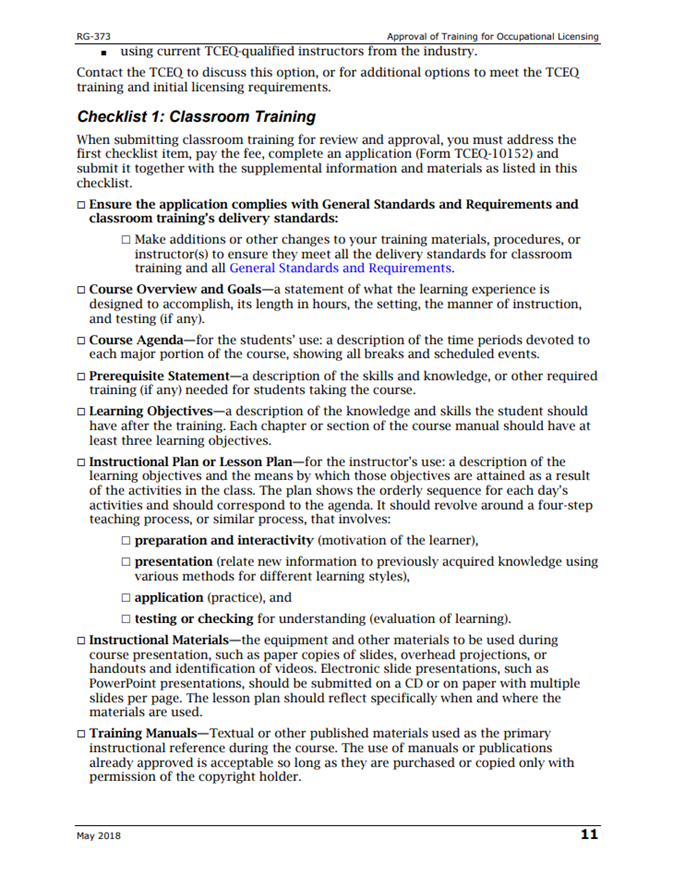 RG-373 Approval of Training for Occupational Licensing
▪ using current TCEQ-qualified instructors from the industry.
Contact the TCEQ to discuss this option, or for additional options to meet the TCEQ
training and initial licensing requirements.
Checklist 1: Classroom Training
When submitting classroom training for review and approval, you must address the
first checklist item, pay the fee, complete an application (Form TCEQ-10152) and
submit it together with the supplemental information and materials as listed in this
checklist.
□ Ensure the application complies with General Standards and Requirements and
classroom training's delivery standards:
□ Make additions or other changes to your training materials, procedures, or
instructor(s) to ensure they meet all the delivery standards for classroom
training and all General Standards and Requirements.
□ Course Overview and Goals—a statement of what the learning experience is
designed to accomplish, its length in hours, the setting, the manner of instruction,
and testing (if any).
□ Course Agenda—for the students' use: a description of the time periods devoted to
each major portion of the course, showing all breaks and scheduled events.
□ Prerequisite Statement—a description of the skills and knowledge, or other required
training (if any) needed for students taking the course.
□ Learning Objectives—a description of the knowledge and skills the student should
have after the training. Each chapter or section of the course manual should have at
least three learning objectives.
□ Instructional Plan or Lesson Plan—for the instructor's use: a description of the
learning objectives and the means by which those objectives are attained as a result
of the activities in the class. The plan shows the orderly sequence for each day's
activities and should correspond to the agenda. It should revolve around a four-step
teaching process, or similar process, that involves:
□ preparation and interactivity (motivation of the learner),
□ presentation (relate new information to previously acquired knowledge using
various methods for different learning styles),
□ application (practice), and
□ testing or checking for understanding (evaluation of learning).
□ Instructional Materials—the equipment and other materials to be used during
course presentation, such as paper copies of slides, overhead projections, or
handouts and identification of videos. Electronic slide presentations, such as
PowerPoint presentations, should be submitted on a CD or on paper with multiple
slides per page. The lesson plan should reflect specifically when and where the
materials are used.
□ Training Manuals—Textual or other published materials used as the primary
instructional reference during the course. The use of manuals or publications
already approved is acceptable so long as they are purchased or copied only with
permission of the copyright holder.
May 2018 11